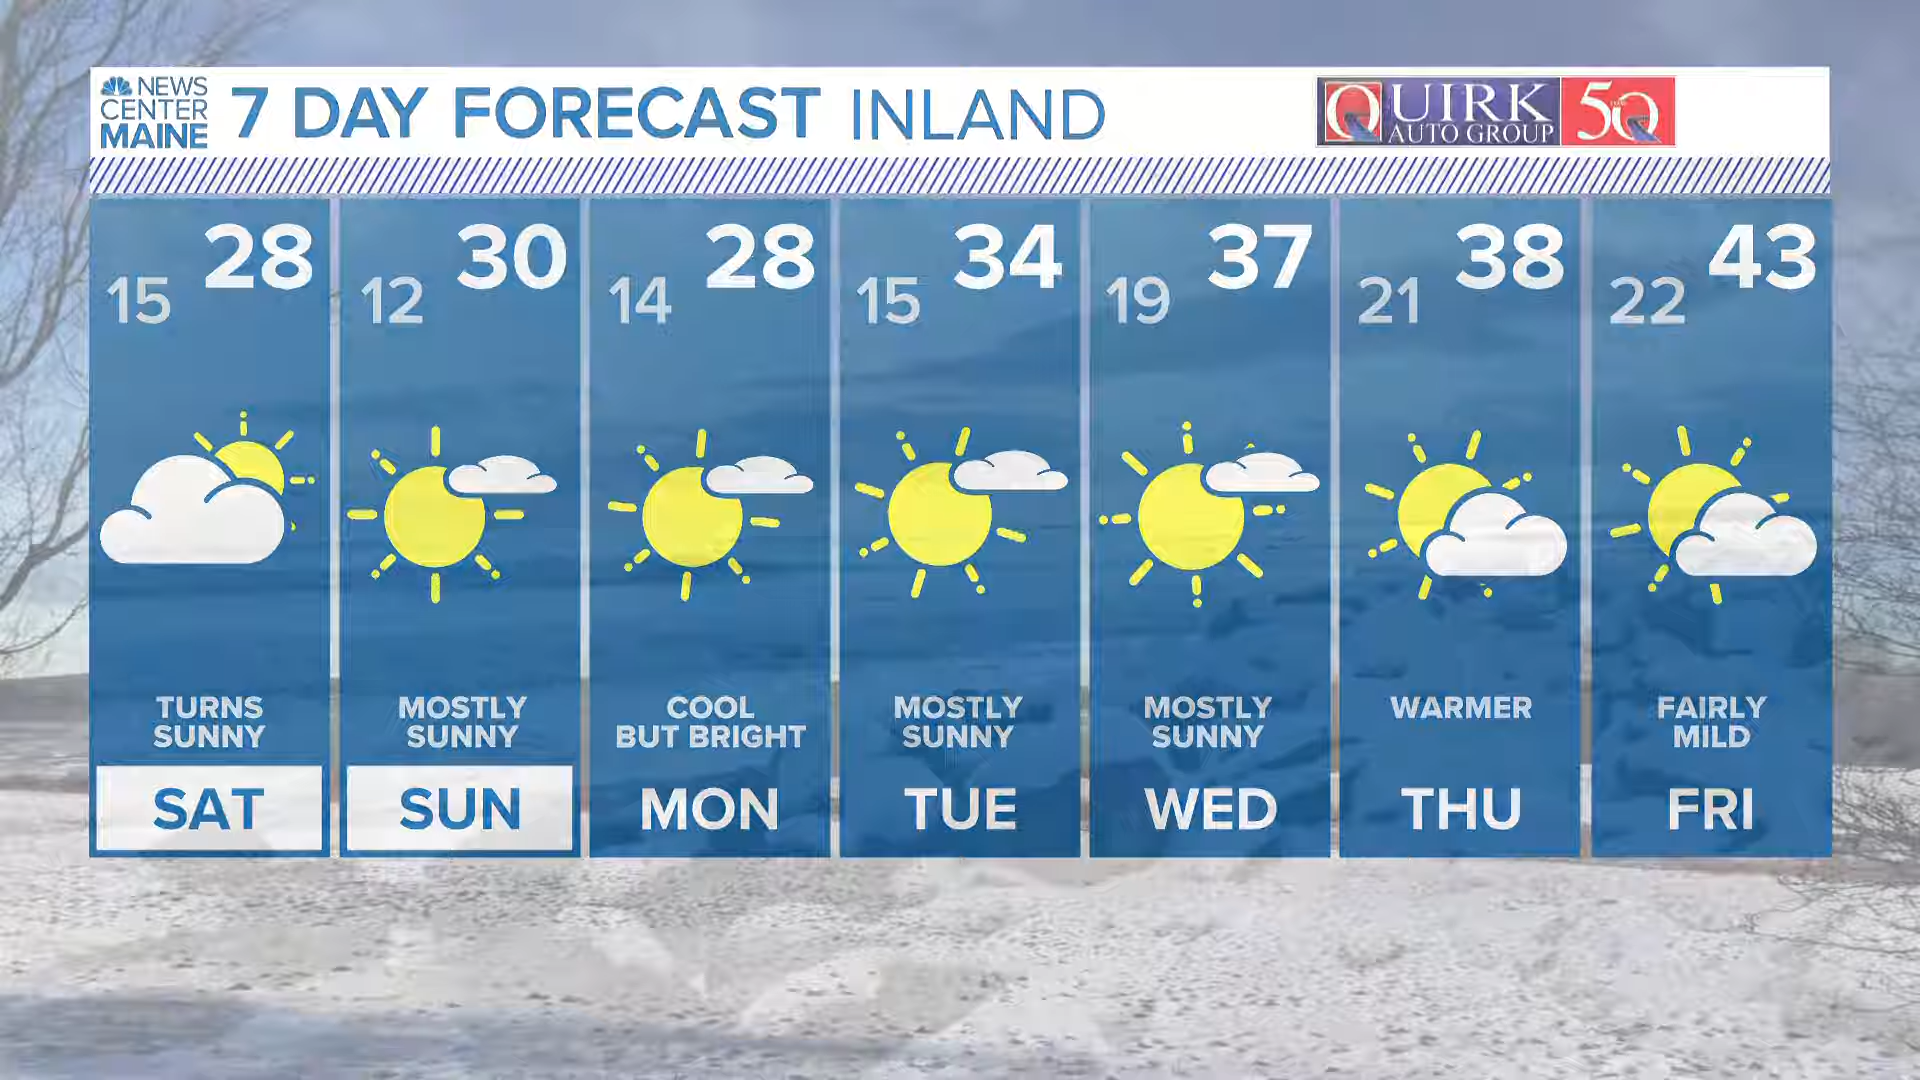 NEWS
CENTER
MAINE
7 DAY FORECAST INLAND
QUIRK
AUTO GROUP
50
15 28
12 30
14 28
15 34
19 37
21 38
22 43
TURNS
SUNNY
MOSTLY
SUNNY
COOL
BUT BRIGHT
MOSTLY
SUNNY
MOSTLY
SUNNY
WARMER
FAIRLY
MILD
SAT
SUN
MON
TUE
WED
THU
FRI